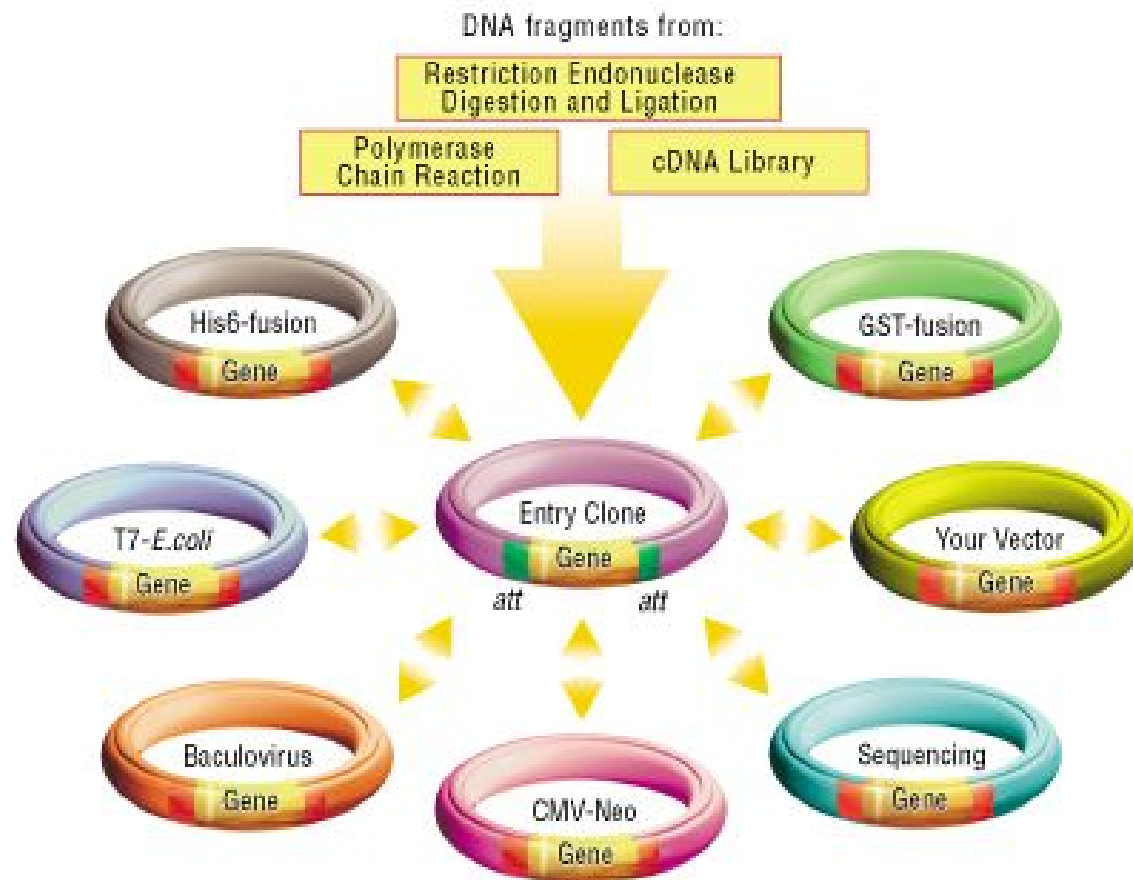 DNA fragments from:
Restriction Endonuclease
Digestion and Ligation
Polymerase
Chain Reaction
cDNA Library
His6-fusion
Gene
GST-fusion
Gene
T7-E.coli
Gene
Entry Clone
Gene
att
att
Your Vector
Gene
Baculovirus
Gene
CMV-Neo
Gene
Sequencing
Gene